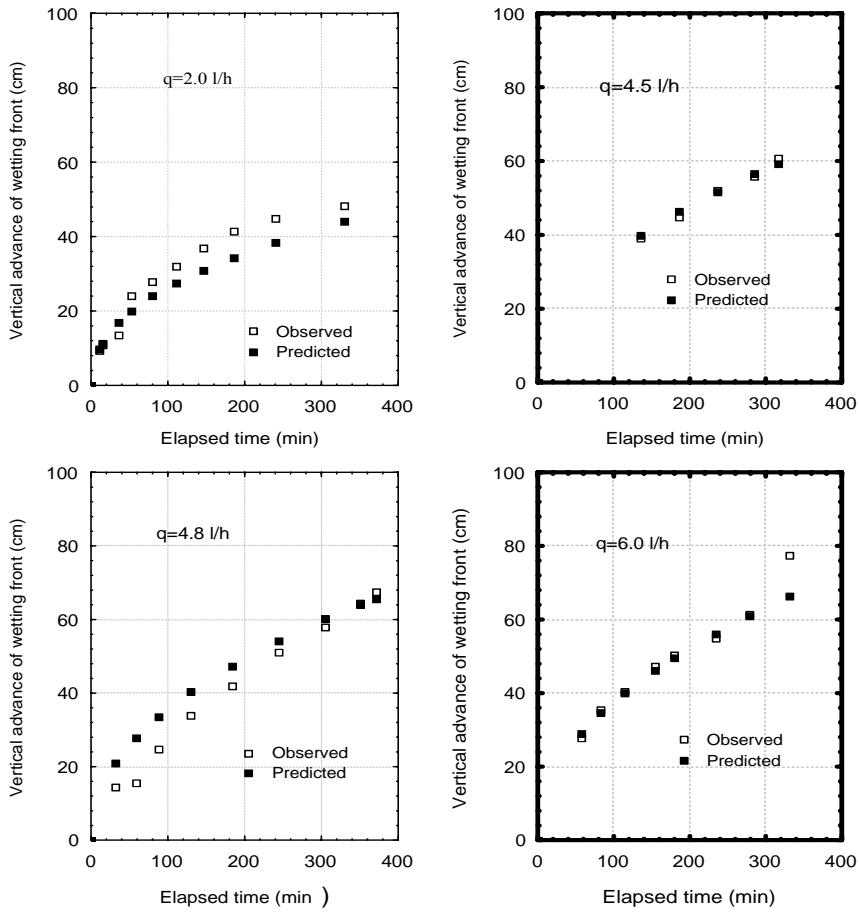 Vertical advance of wetting front (cm)
100
80
60
40
20
0
q=2.0 l/h
Observed
Predicted
0 100 200 300 400
Elapsed time (min)
Vertical advance of wetting front (cm)
100
80
60
40
20
0
q=4.5 l/h
Observed
Predicted
0 100 200 300 400
Elapsed time (min)
Vertical advance of wetting front (cm)
100
80
60
40
20
0
q=4.8 l/h
Observed
Predicted
0 100 200 300 400
Elapsed time (min )
Vertical advance of wetting front (cm)
100
80
60
40
20
0
q=6.0 l/h
Observed
Predicted
0 100 200 300 400
Elapsed time (min)